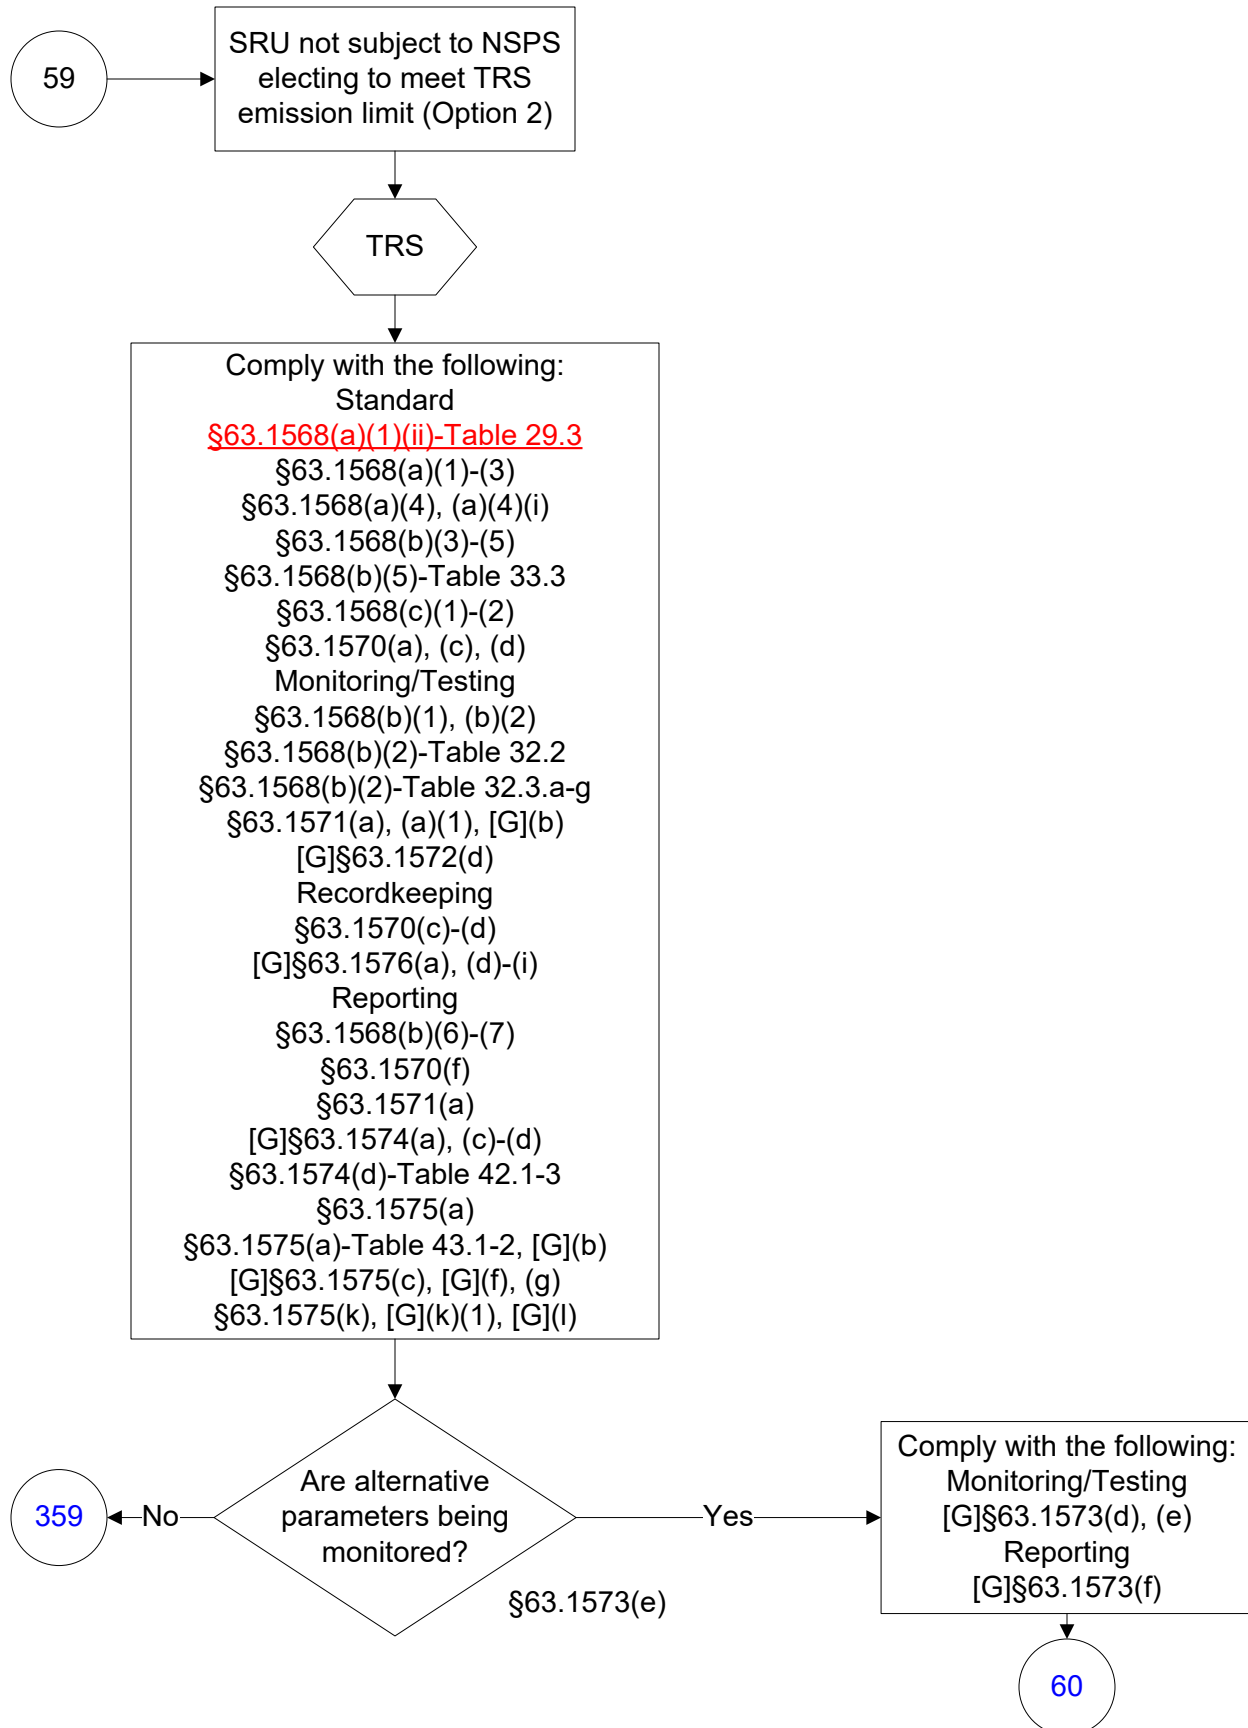 59
SRU not subject to NSPS
electing to meet TRS
emission limit (Option 2)
TRS
Comply with the following:
Standard
§63.1568(a)(1)(ii)-Table 29.3
§63.1568(a)(1)-(3)
§63.1568(a)(4), (a)(4)(i)
§63.1568(b)(3)-(5)
§63.1568(b)(5)-Table 33.3
§63.1568(c)(1)-(2)
§63.1570(a), (c), (d)
Monitoring/Testing
§63.1568(b)(1), (b)(2)
§63.1568(b)(2)-Table 32.2
§63.1568(b)(2)-Table 32.3.a-g
§63.1571(a), (a)(1), [G](b)
[G]§63.1572(d)
Recordkeeping
§63.1570(c)-(d)
[G]§63.1576(a), (d)-(i)
Reporting
§63.1568(b)(6)-(7)
§63.1570(f)
§63.1571(a)
[G]§63.1574(a), (c)-(d)
§63.1574(d)-Table 42.1-3
§63.1575(a)
§63.1575(a)-Table 43.1-2, [G](b)
[G]§63.1575(c), [G](f), (g)
§63.1575(k), [G](k)(1), [G](l)
Are alternative
parameters being
monitored?
§63.1573(e)
No
359
Yes
Comply with the following:
Monitoring/Testing
[G]§63.1573(d), (e)
Reporting
[G]§63.1573(f)
60